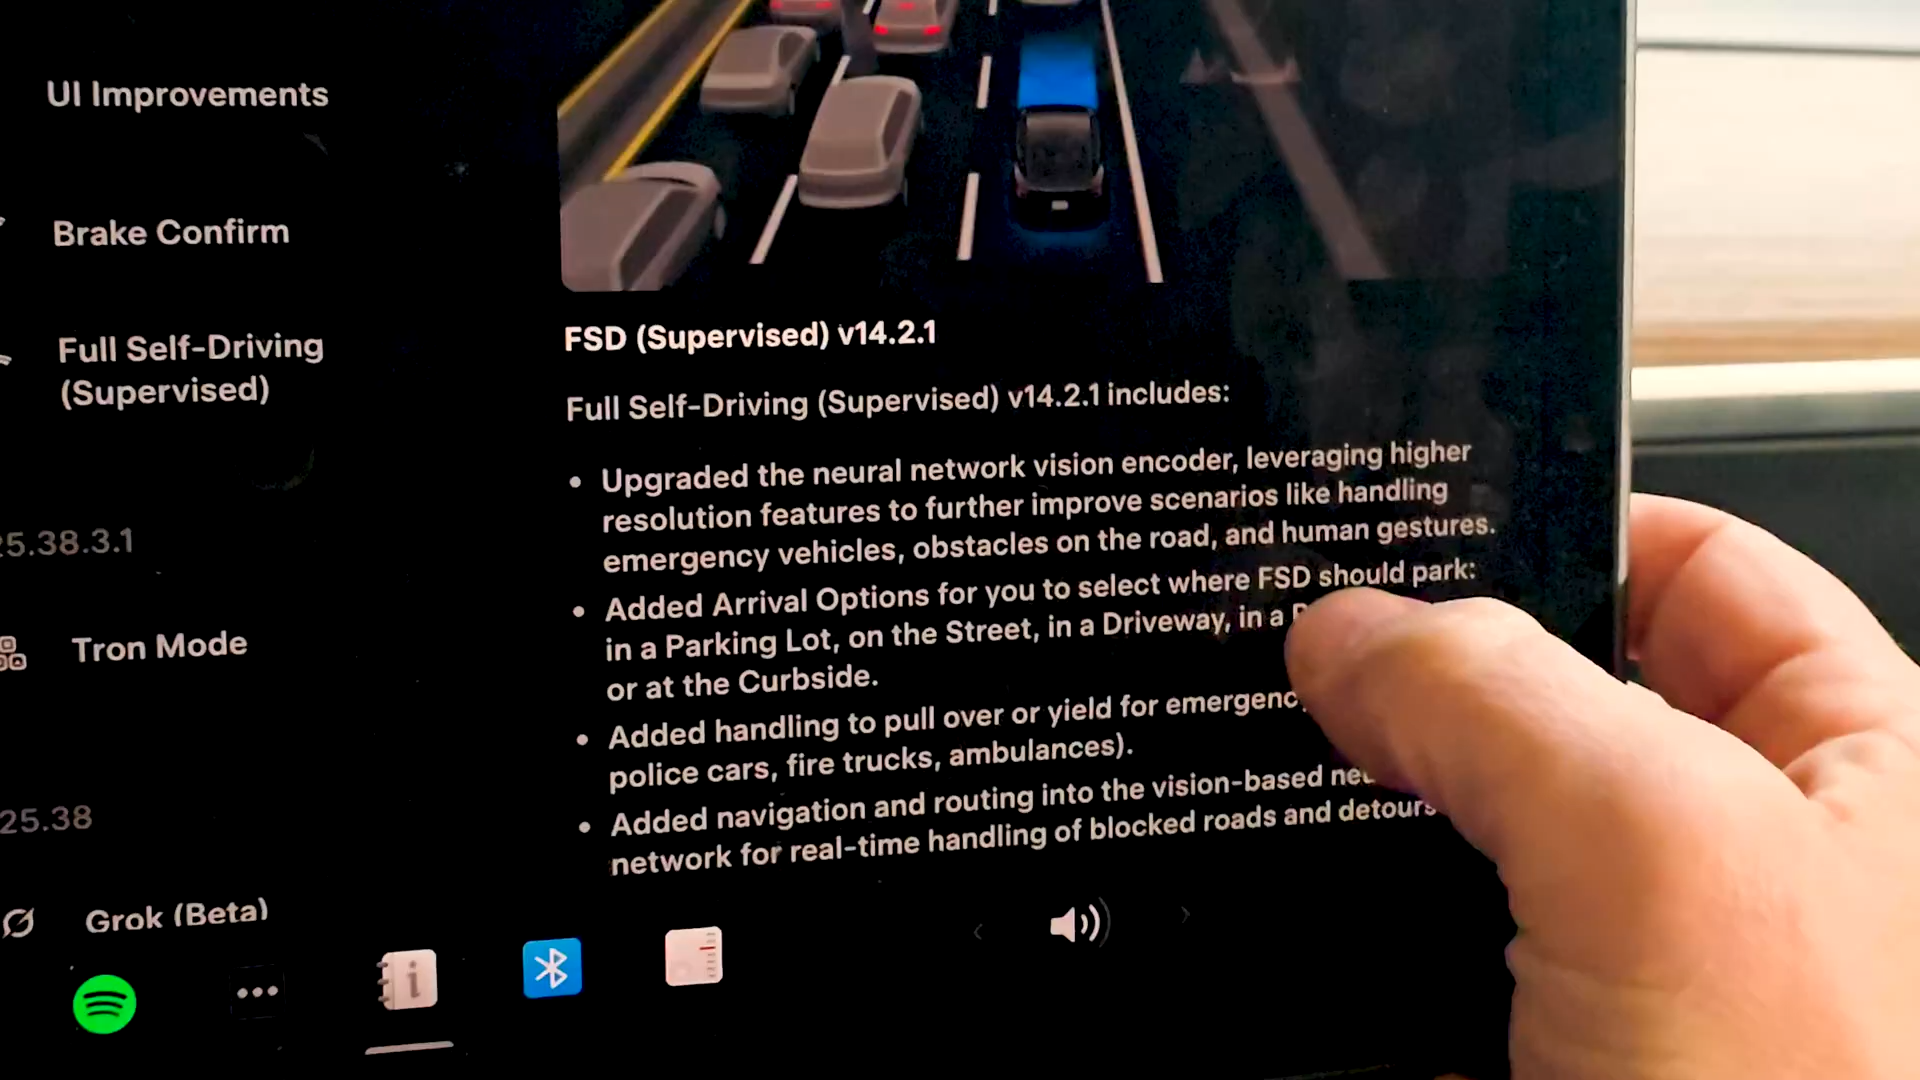 UI Improvements
Brake Confirm
Full Self-Driving
(Supervised)
25.38.3.1
Tron Mode
25.38
Grok (Beta)
FSD (Supervised) v14.2.1
Full Self-Driving (Supervised) v14.2.1 includes:
• Upgraded the neural network vision encoder, leveraging higher
resolution features to further improve scenarios like handling
emergency vehicles, obstacles on the road, and human gestures.
• Added Arrival Options for you to select where FSD should park:
in a Parking Lot, on the Street, in a Driveway, in a
or at the Curbside.
• Added handling to pull over or yield for
police cars, fire trucks, ambulances).
• Added navigation and routing into the vision-based
network for real-time handling of blocked roads and detours